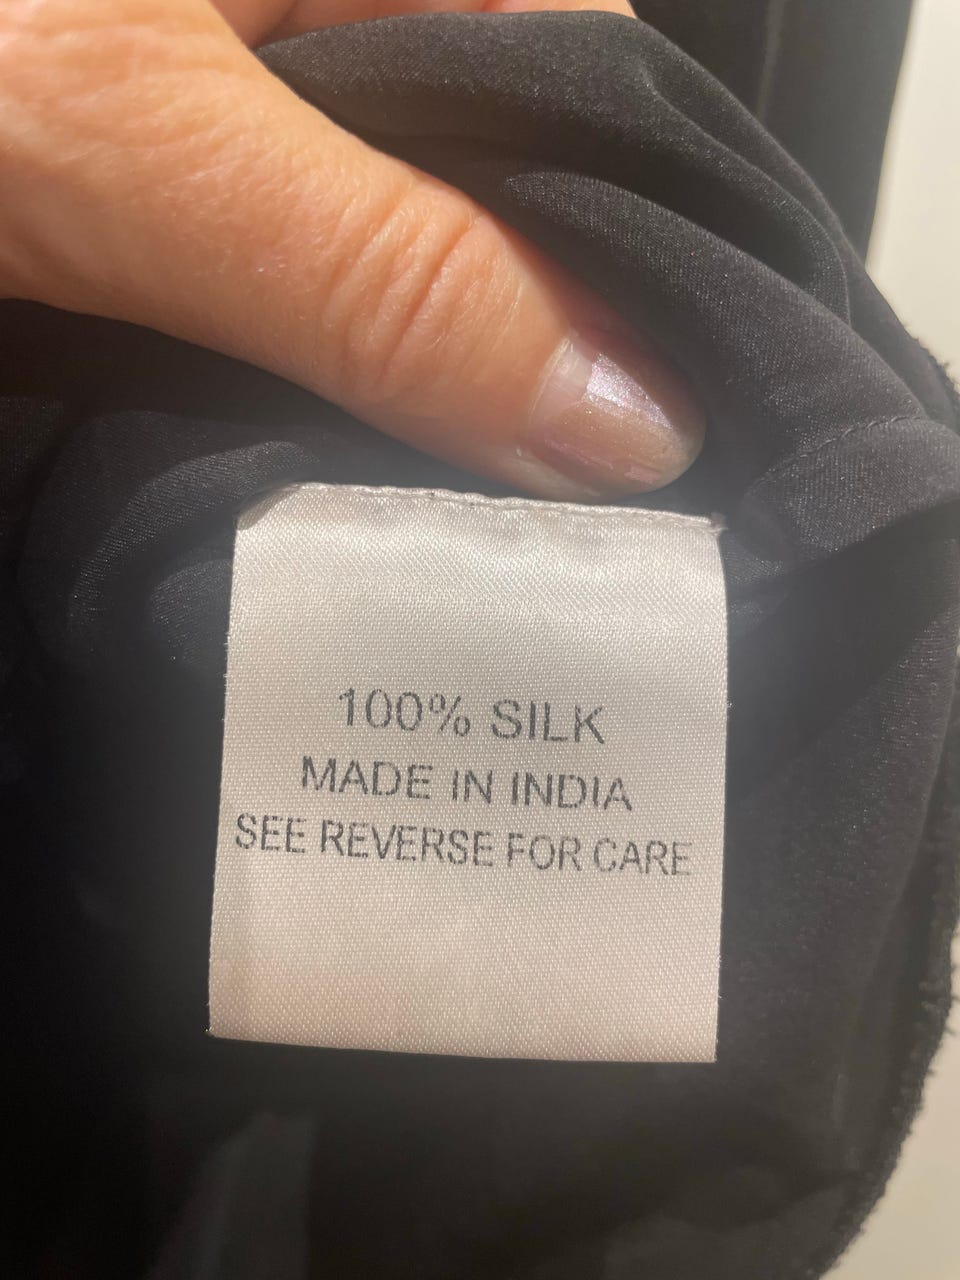 100% SILK
MADE IN INDIA
SEE REVERSE FOR CARE